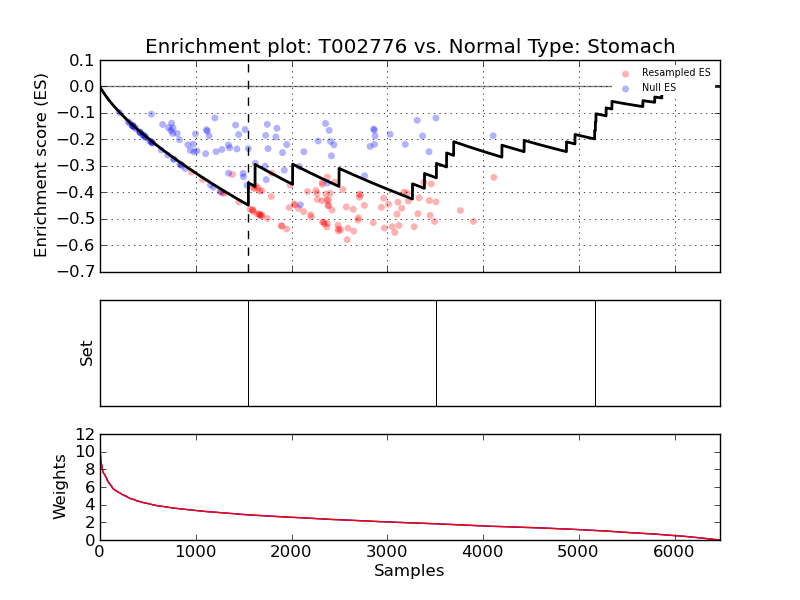 Enrichment plot: T002776 vs. Normal Type: Stomach
Enrichment score (ES)
0.1
0.0
−0.1
−0.2
−0.3
−0.4
−0.5
−0.6
−0.7
Resampled ES
Null ES
Set
Weights
12
10
8
6
4
2
0
0 1000 2000 3000 4000 5000 6000
Samples